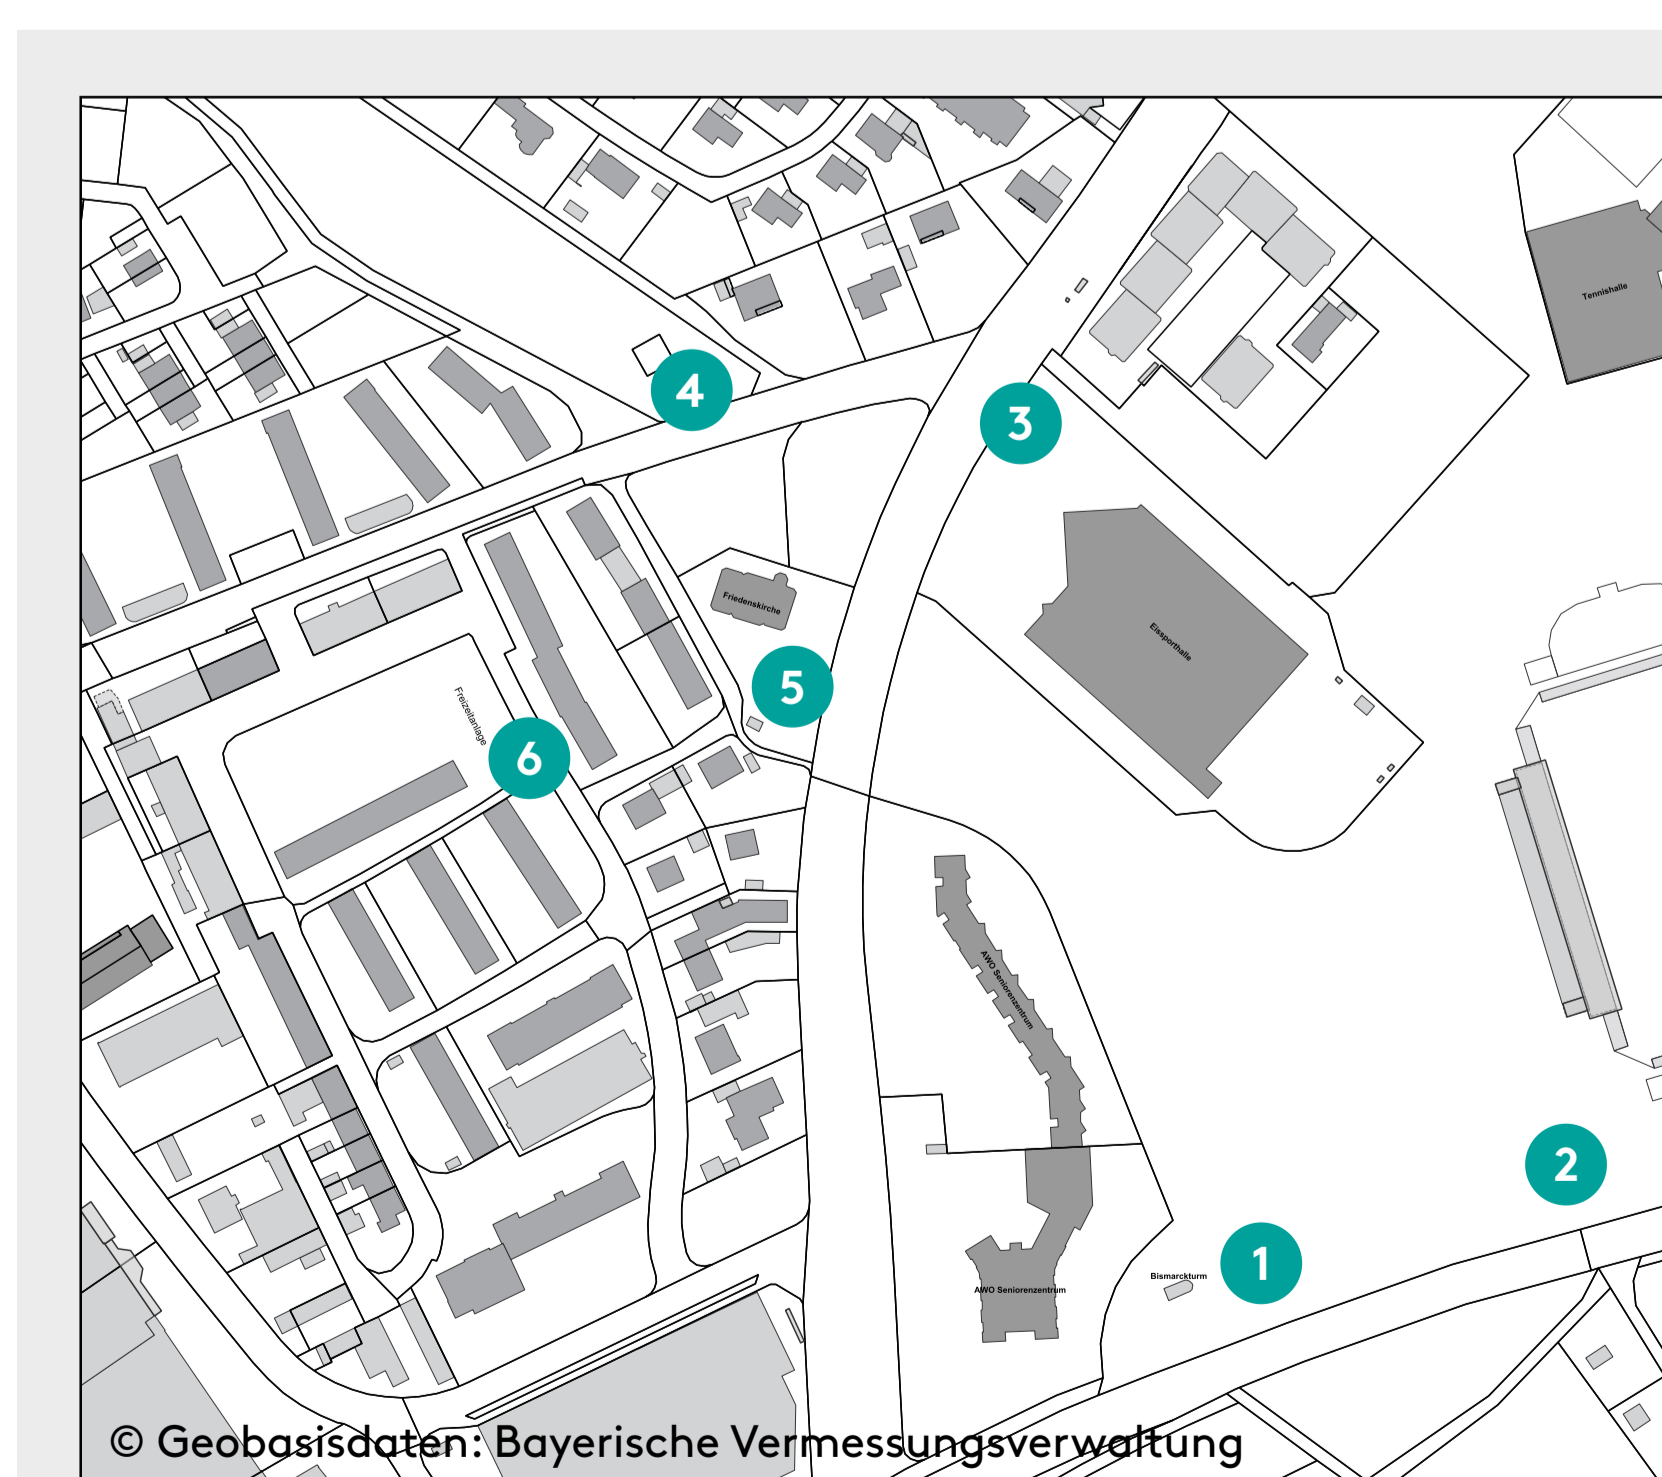 Tennishalle
4
3
Friedenskirche
Eissporthalle
5
Freizeitanlage
6
AWO Seniorenzentrum
2
1
Bismarckturm
AWO Seniorenzentrum
© Geobasisdaten: Bayerische Vermessungsverwaltung